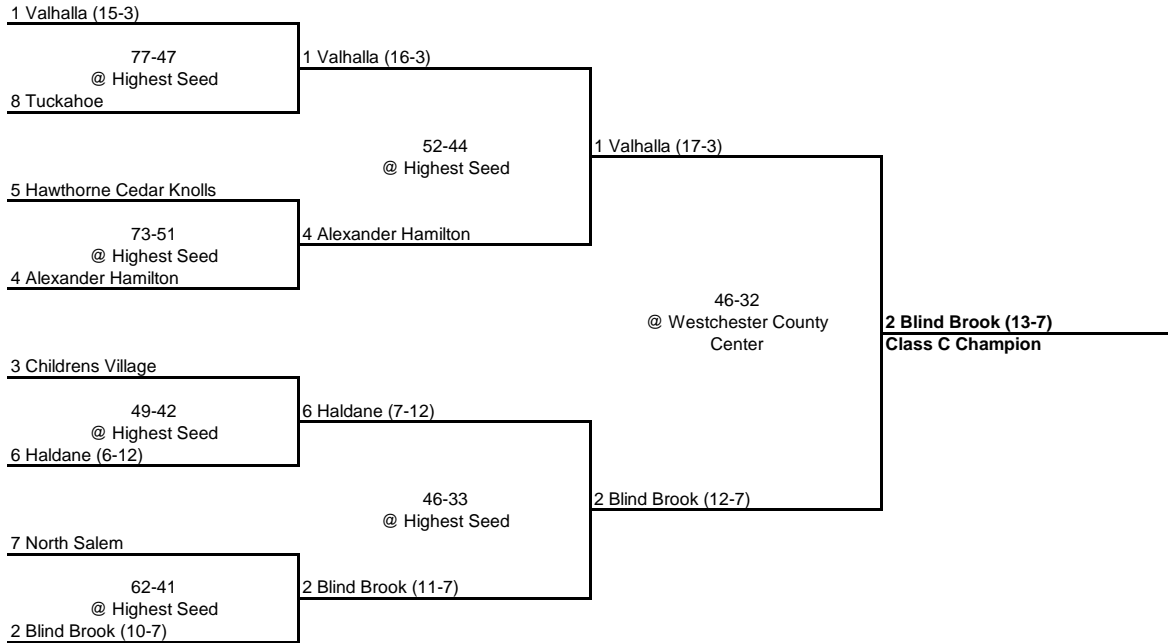 1 Valhalla (15-3)
77-47
@ Highest Seed
8 Tuckahoe
1 Valhalla (16-3)
52-44
@ Highest Seed
1 Valhalla (17-3)
5 Hawthorne Cedar Knolls
73-51
@ Highest Seed
4 Alexander Hamilton
4 Alexander Hamilton
46-32
@ Westchester County
Center
2 Blind Brook (13-7)
Class C Champion
3 Childrens Village
49-42
@ Highest Seed
6 Haldane (6-12)
6 Haldane (7-12)
46-33
@ Highest Seed
2 Blind Brook (12-7)
7 North Salem
62-41
@ Highest Seed
2 Blind Brook (10-7)
2 Blind Brook (11-7)